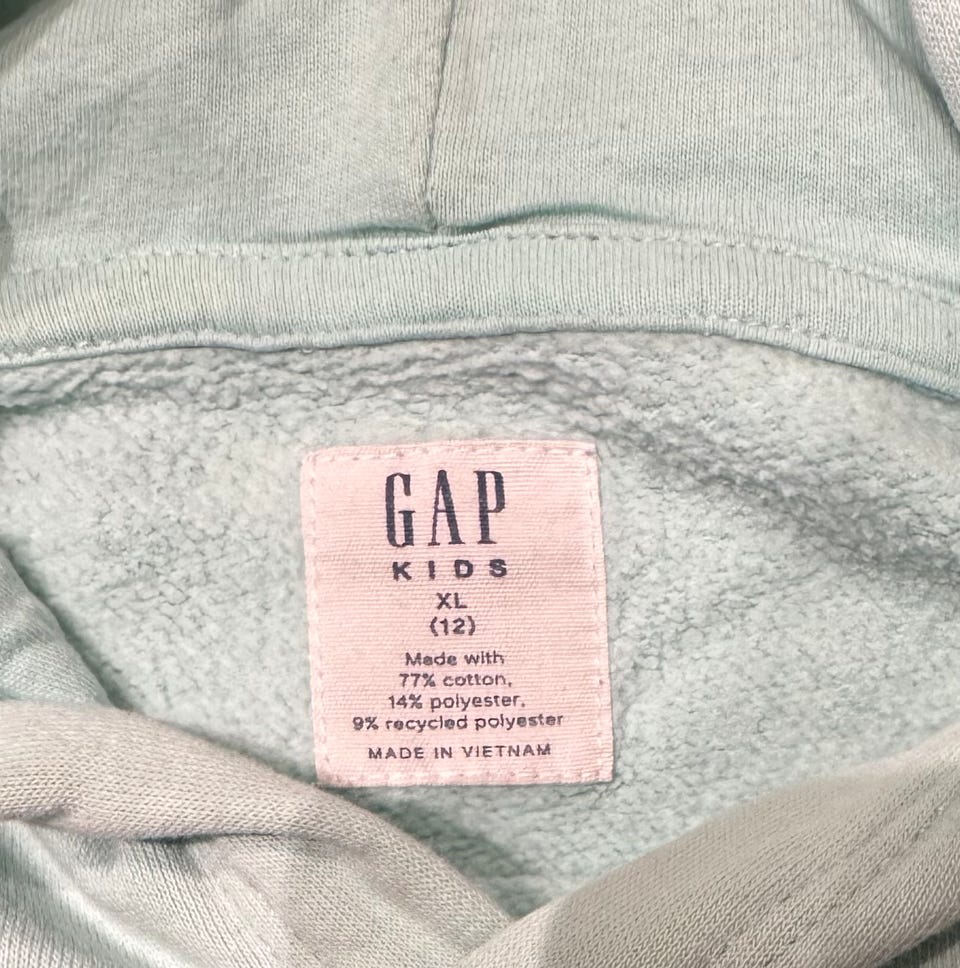 GAP
KIDS
XL
(12)
Made with
77% cotton,
14% polyester,
9% recycled polyester
MADE IN VIETNAM